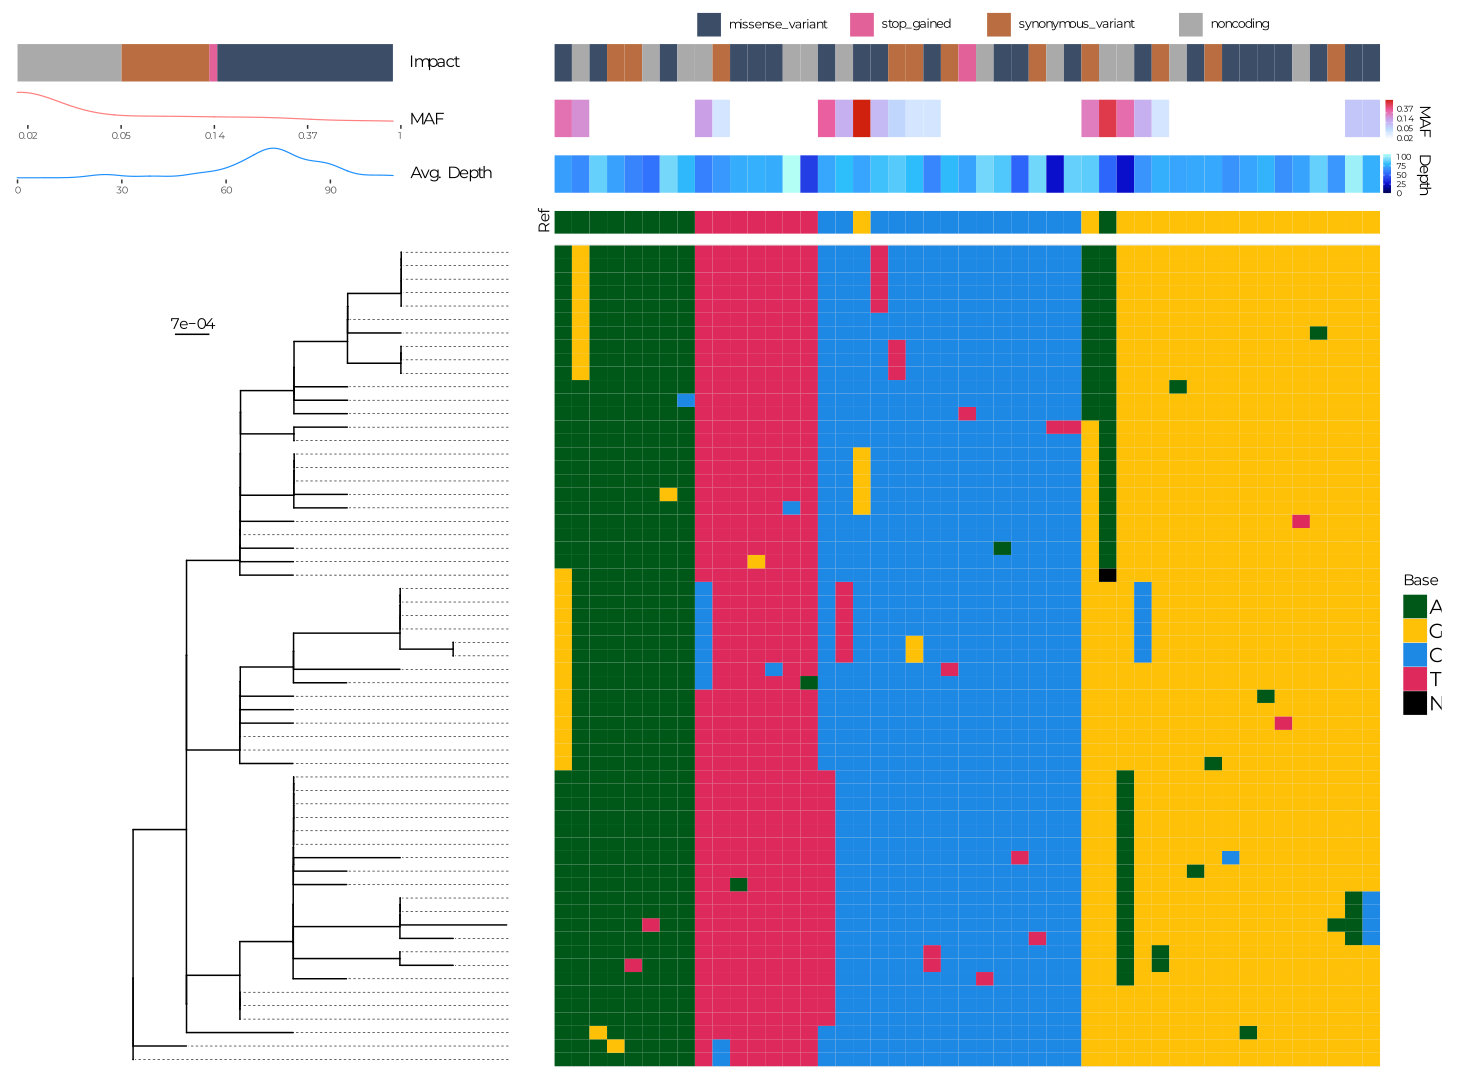 missense_variant stop_gained synonymous_variant noncoding
Impact
MAF
0.02 0.05 0.14 0.37 1
Avg. Depth
0 30 60 90
MAF
0.37
0.14
0.05
0.02
Depth
100
75
50
25
0
Ref
7e-04
Base
A
G
C
T
N